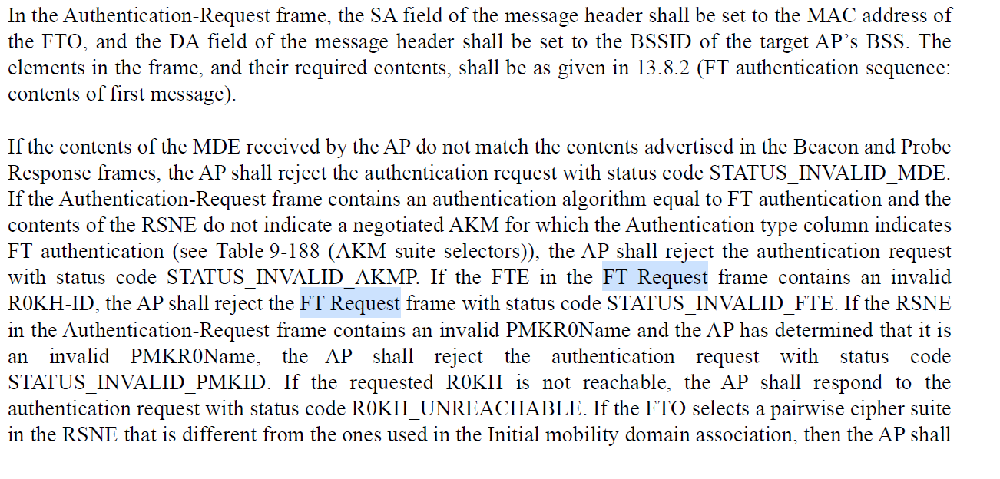 In the Authentication-Request frame, the SA field of the message header shall be set to the MAC address of
the FTO, and the DA field of the message header shall be set to the BSSID of the target AP’s BSS. The
elements in the frame, and their required contents, shall be as given in 13.8.2 (FT authentication sequence:
contents of first message).
If the contents of the MDE received by the AP do not match the contents advertised in the Beacon and Probe
Response frames, the AP shall reject the authentication request with status code STATUS_INVALID_MDE.
If the Authentication-Request frame contains an authentication algorithm equal to FT authentication and the
contents of the RSNE do not indicate a negotiated AKM for which the Authentication type column indicates
FT authentication (see Table 9-188 (AKM suite selectors)), the AP shall reject the authentication request
with status code STATUS_INVALID_AKMP. If the FTE in the FT Request frame contains an invalid
R0KH-ID, the AP shall reject the FT Request frame with status code STATUS_INVALID_FTE. If the RSNE
in the Authentication-Request frame contains an invalid PMKR0Name and the AP has determined that it is
an invalid PMKR0Name, the AP shall reject the authentication request with status code
STATUS_INVALID_PMKID. If the requested R0KH is not reachable, the AP shall respond to the
authentication request with status code R0KH_UNREACHABLE. If the FTO selects a pairwise cipher suite
in the RSNE that is different from the ones used in the Initial mobility domain association, then the AP shall